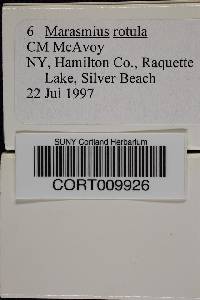 6 Marasmius rotula
CM McAvoy
NY, Hamilton Co., Raquette
Lake, Silver Beach
22 Jul 1997
SUNY Cortland Herbarium
CORT009926